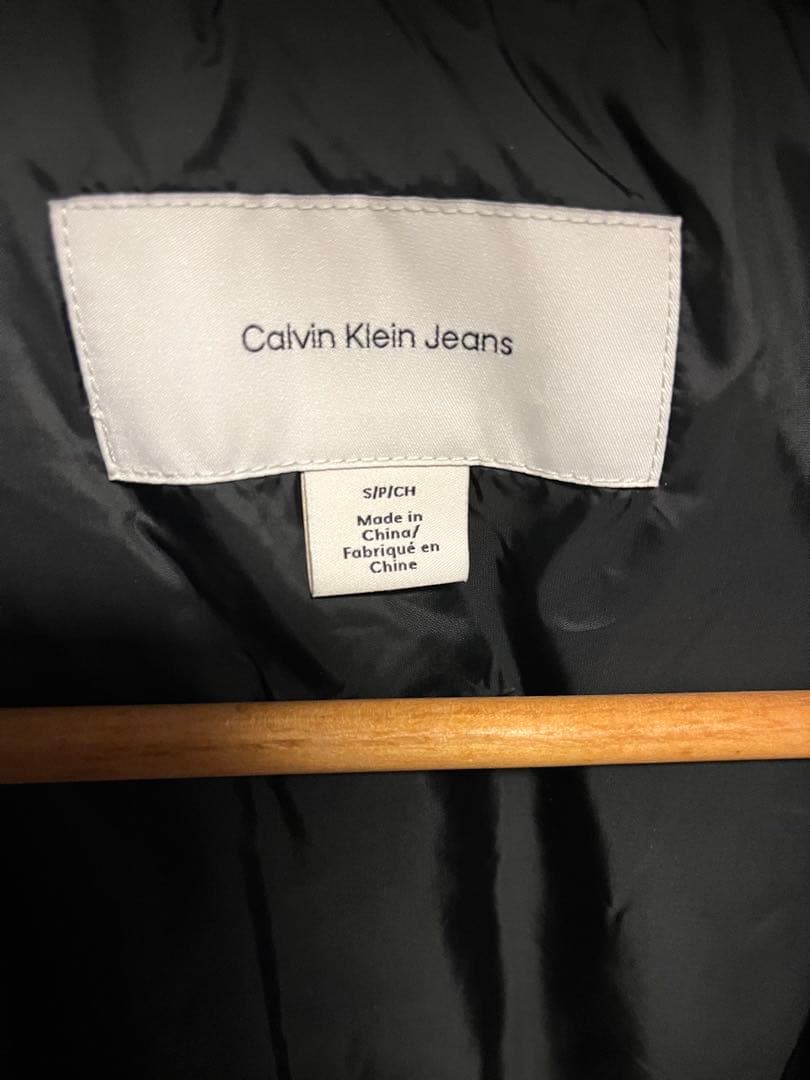 Calvin Klein Jeans
S/P/CH
Made in
China/
Fabriqué en
Chine